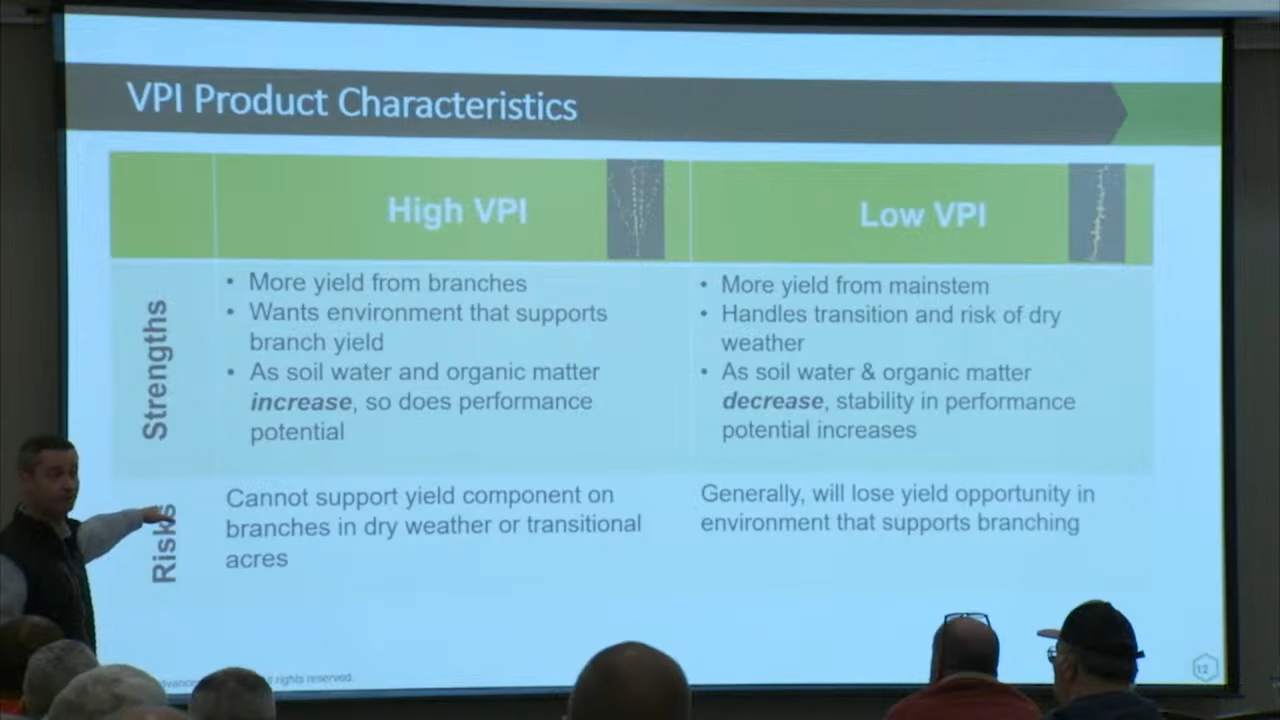 VPI Product Characteristics
High VPI
Low VPI
Strengths
• More yield from branches
• Wants environment that supports
branch yield
• As soil water and organic matter
increase, so does performance
potential
• More yield from mainstem
• Handles transition and risk of dry
weather
• As soil water & organic matter
decrease, stability in performance
potential increases
Risks
Cannot support yield component on
branches in dry weather or transitional
acres
Generally, will lose yield opportunity in
environment that supports branching
rights reserved.
12